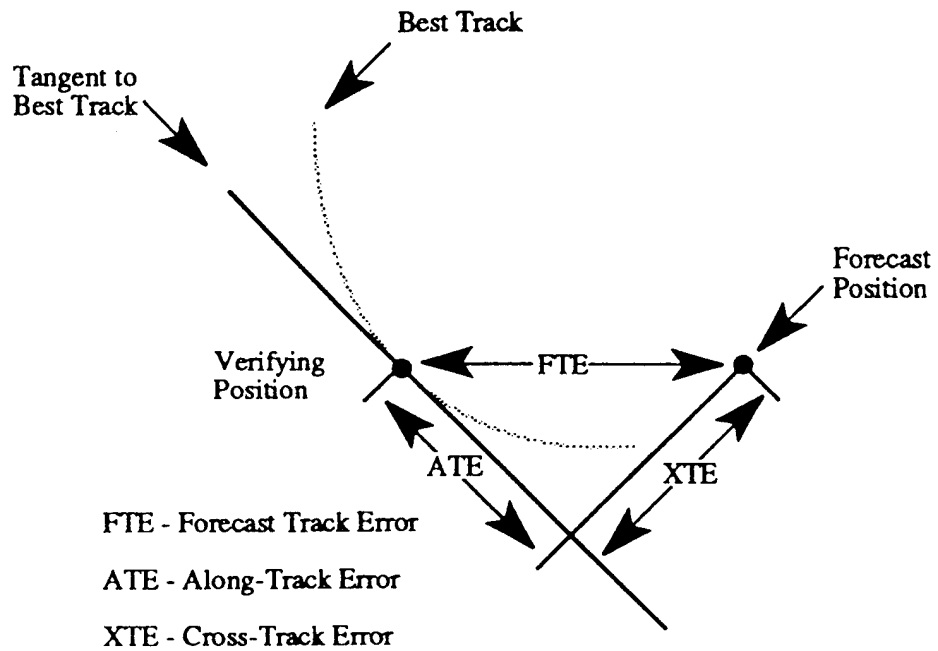 Best Track
Tangent to
Best Track
Forecast
Position
Verifying
Position
FTE
ATE
XTE
FTE - Forecast Track Error
ATE - Along-Track Error
XTE - Cross-Track Error